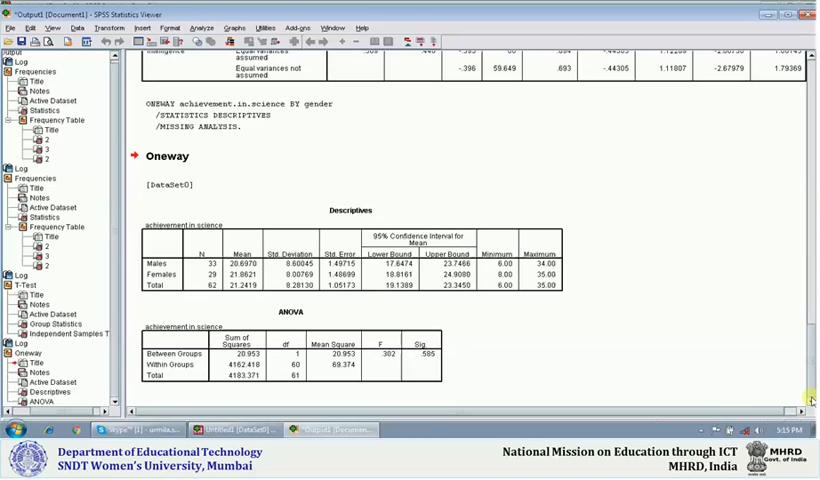 *Output1 [Document1] - SPSS Statistics Viewer
File Edit View Data Transform Insert Format Analyze Graphs Utilities Add-ons Window Help
Output
Log
Frequencies
Title
Notes
Active Dataset
Statistics
Frequency Table
Title
2
3
2
Log
Frequencies
Title
Notes
Active Dataset
Statistics
Frequency Table
Title
2
3
2
Log
T-Test
Title
Notes
Active Dataset
Group Statistics
Independent Samples T
Log
Oneway
Title
Notes
Active Dataset
Descriptives
ANOVA
assumed
Equal variances not assumed -.396 59.649 .693 -.44305 1.11807 -2.67979 1.79369
ONEWAY achievement.in.science BY gender
/STATISTICS DESCRIPTIVES
/MISSING ANALYSIS.
Oneway
[DataSet0]
Descriptives
achievement.in.science
95% Confidence Interval for Mean
N Mean Std. Deviation Std. Error Lower Bound Upper Bound Minimum Maximum
Males 33 20.6970 8.60045 1.49715 17.6474 23.7466 6.00 34.00
Females 29 21.8621 8.00769 1.48699 18.8161 24.9080 8.00 35.00
Total 62 21.2419 8.28130 1.05173 19.1389 23.3450 6.00 35.00
ANOVA
achievement.in.science
Sum of Squares df Mean Square F Sig.
Between Groups 20.953 1 20.953 .302 .585
Within Groups 4162.418 60 69.374
Total 4183.371 61
Skype™ [1] - urmila.s...
*Untitled1 [DataSet0] ...
*Output1 [Documen...
5:15 PM
Department of Educational Technology
SNDT Women's University, Mumbai
National Mission on Education through ICT
MHRD, India
MHRD
Govt. of India